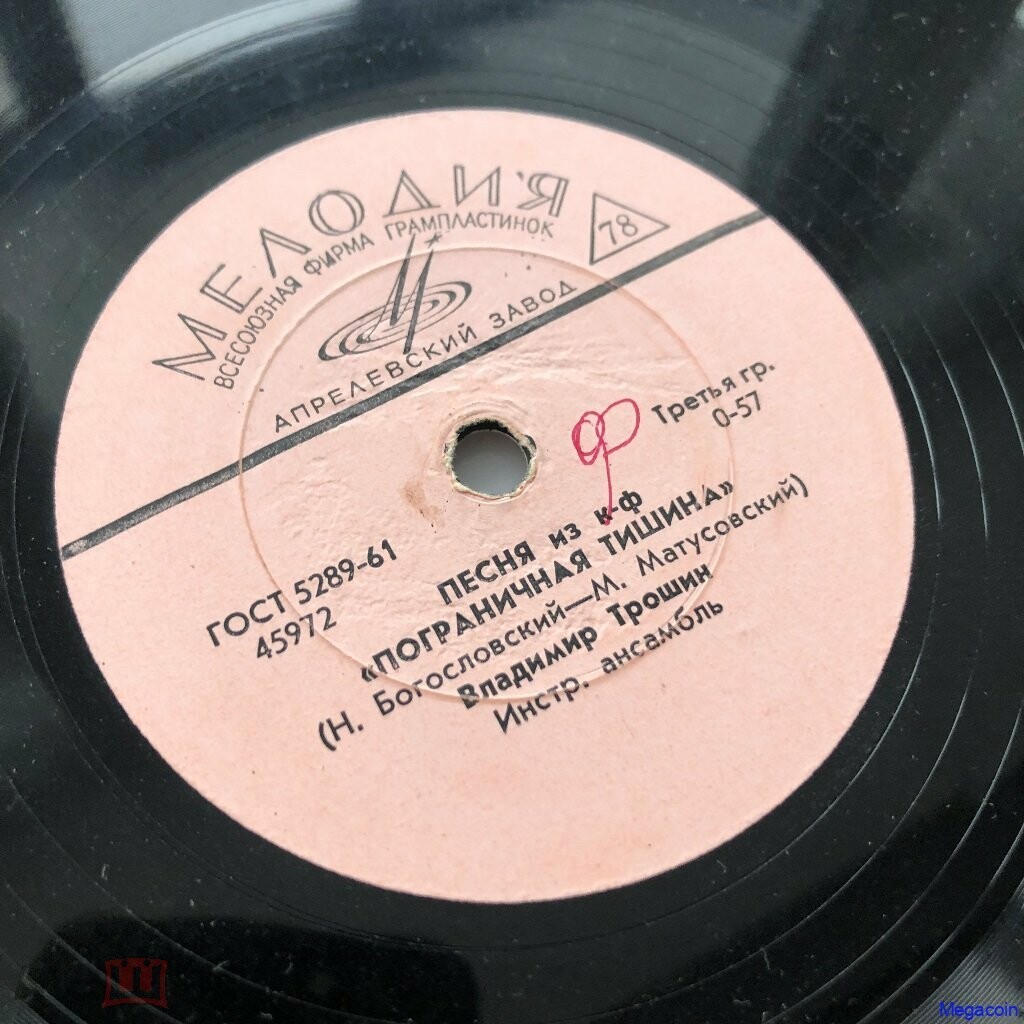 МЕЛОДИЯ
ВСЕСОЮЗНАЯ ФИРМА ГРАМПЛАСТИНОК
78
АПРЕЛЕВСКИЙ ЗАВОД
ф
Третья гр.
0-57
ГОСТ 5289-61
45972
ПЕСНЯ из к-ф
«ПОГРАНИЧНАЯ ТИШИНА»
(Н. Богословский—М. Матусовский)
Владимир Трошин
Инстр. ансамбль
Megacoin